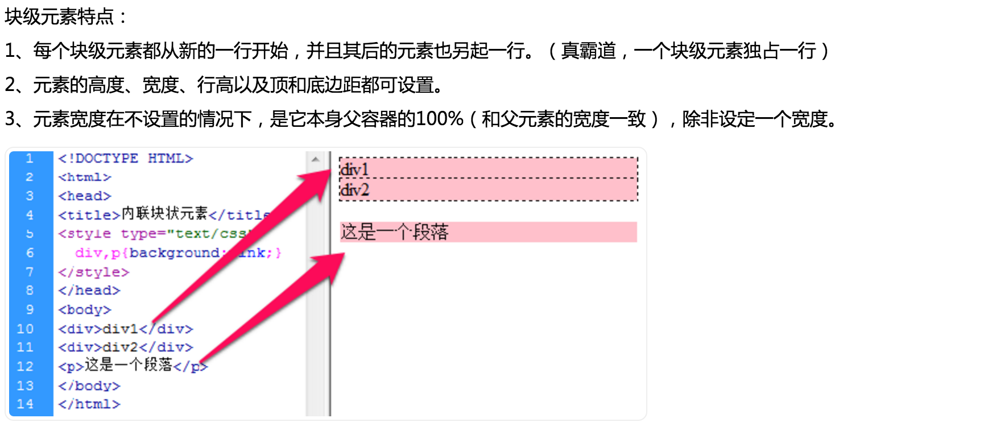 块级元素特点：
1、每个块级元素都从新的一行开始，并且其后的元素也另起一行。（真霸道，一个块级元素独占一行）
2、元素的高度、宽度、行高以及顶和底边距都可设置。
3、元素宽度在不设置的情况下，是它本身父容器的100%（和父元素的宽度一致），除非设定一个宽度。
1 <!DOCTYPE HTML>
2 <html>
3 <head>
4 <title>内联块状元素</title
5 <style type="text/css"
6 div,p{background: ink;}
7 </style>
8 </head>
9 <body>
10 <div>div1</div>
11 <div>div2</div>
12 <p>这是一个段落</p>
13 </body>
14 </html>
div1
div2
这是一个段落